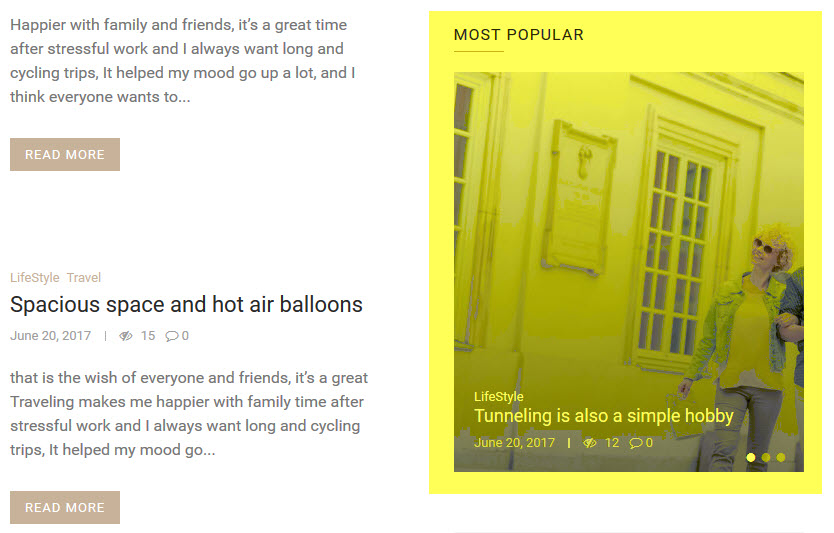 Happier with family and friends, it's a great time
after stressful work and I always want long and
cycling trips, It helped my mood go up a lot, and I
think everyone wants to...
READ MORE
LifeStyle Travel
Spacious space and hot air balloons
June 20, 2017 | 15 0
that is the wish of everyone and friends, it's a great
Traveling makes me happier with family time after
stressful work and I always want long and cycling
trips, It helped my mood go...
READ MORE
MOST POPULAR
LifeStyle
Tunneling is also a simple hobby
June 20, 2017 | 12 0